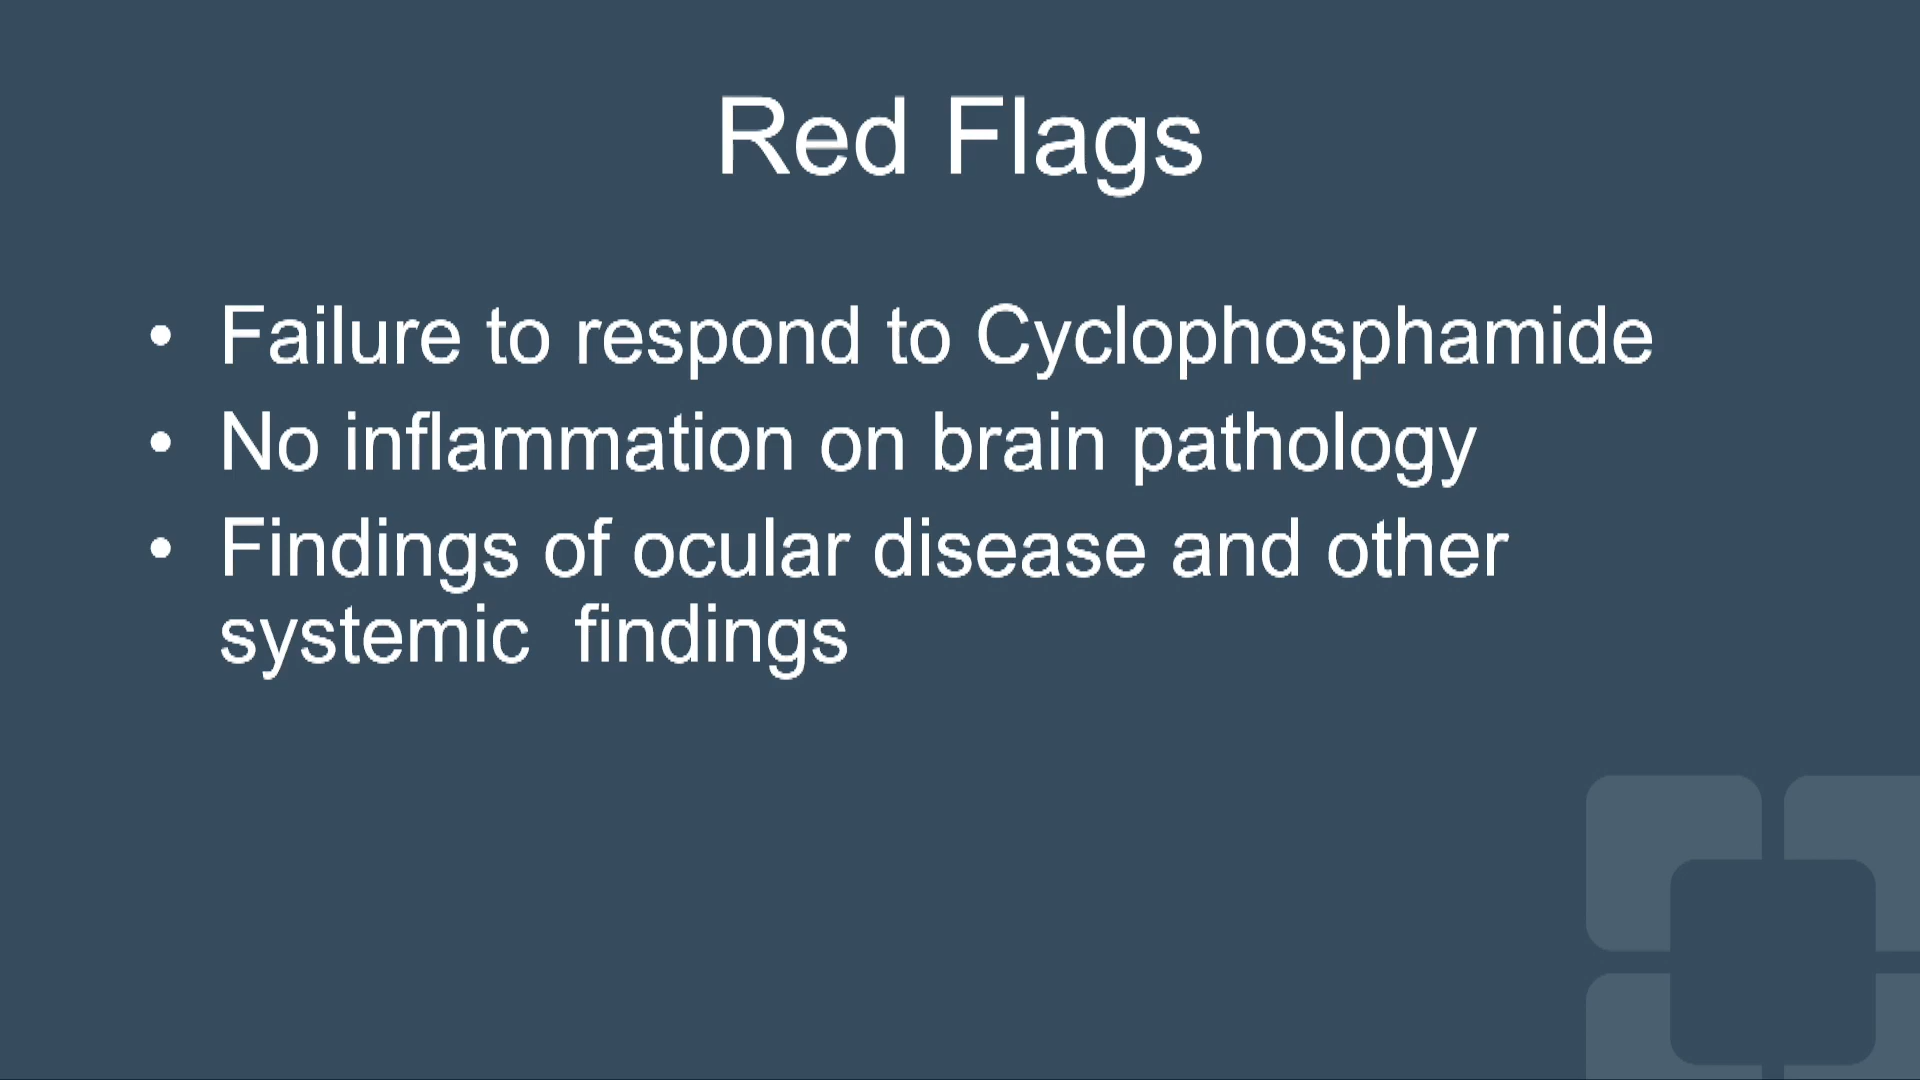 Red Flags
• Failure to respond to Cyclophosphamide
• No inflammation on brain pathology
• Findings of ocular disease and other
systemic  findings